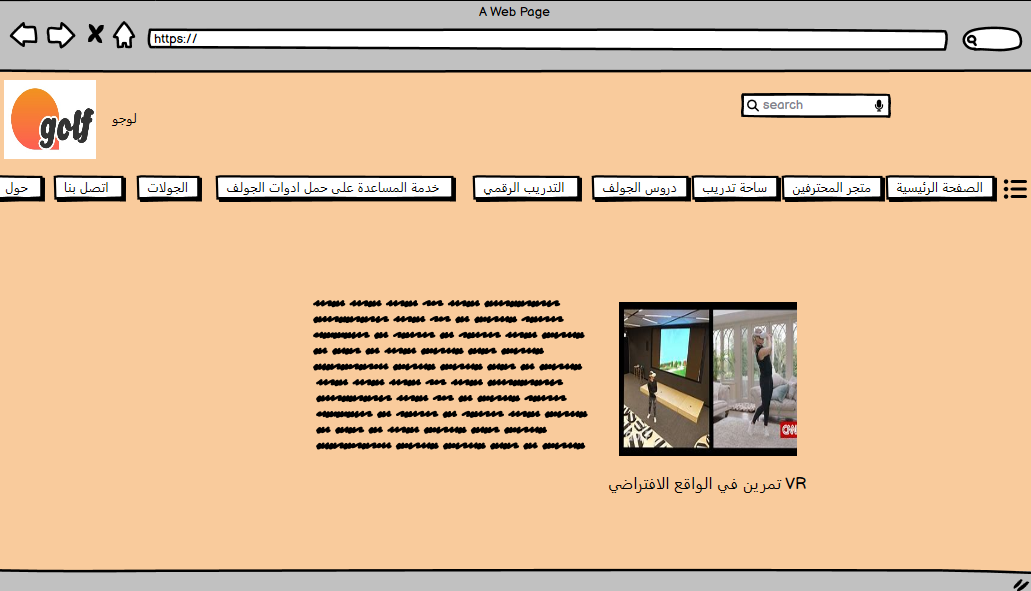 A Web Page
https://
golf
لوجو
search
الصفحة الرئيسية
متجر المحترفين
ساحة تدريب
دروس الجولف
التدريب الرقمي
خدمة المساعدة على حمل ادوات الجولف
الجولات
اتصل بنا
حول
CNN
تمرين في الواقع الافتراضي VR